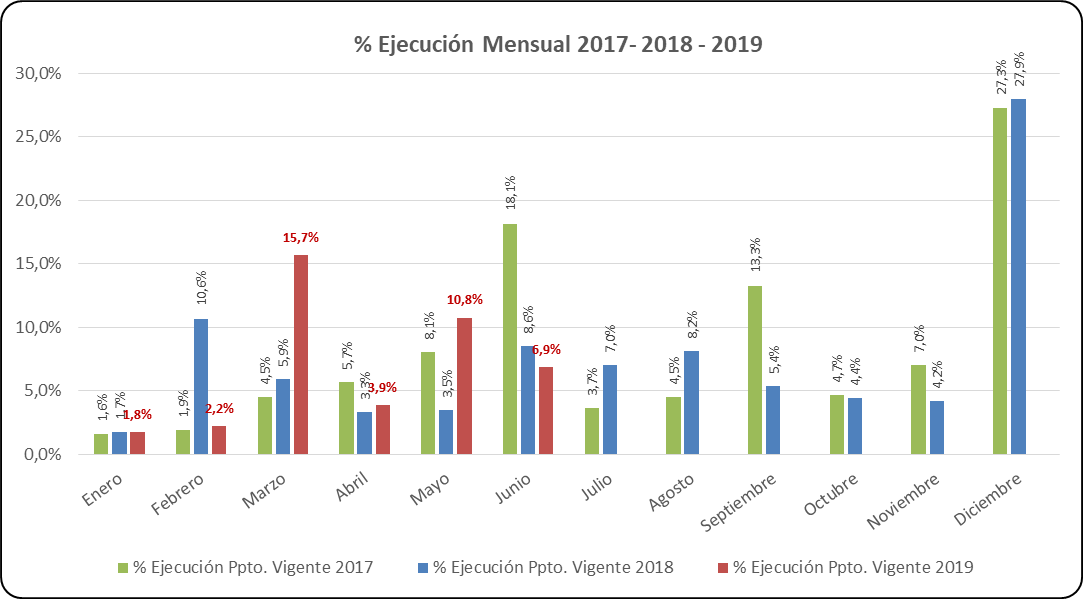 % Ejecución Mensual 2017- 2018 - 2019
30,0%
25,0%
20,0%
15,0%
10,0%
5,0%
0,0%
1,6%
1,7%
1,8%
1,9%
10,6%
2,2%
4,5%
5,9%
15,7%
5,7%
3,3%
3,9%
8,1%
3,5%
10,8%
18,1%
8,6%
6,9%
3,7%
7,0%
4,5%
8,2%
13,3%
5,4%
4,7%
4,4%
7,0%
4,2%
27,3%
27,9%
Enero
Febrero
Marzo
Abril
Mayo
Junio
Julio
Agosto
Septiembre
Octubre
Noviembre
Diciembre
% Ejecución Ppto. Vigente 2017
% Ejecución Ppto. Vigente 2018
% Ejecución Ppto. Vigente 2019